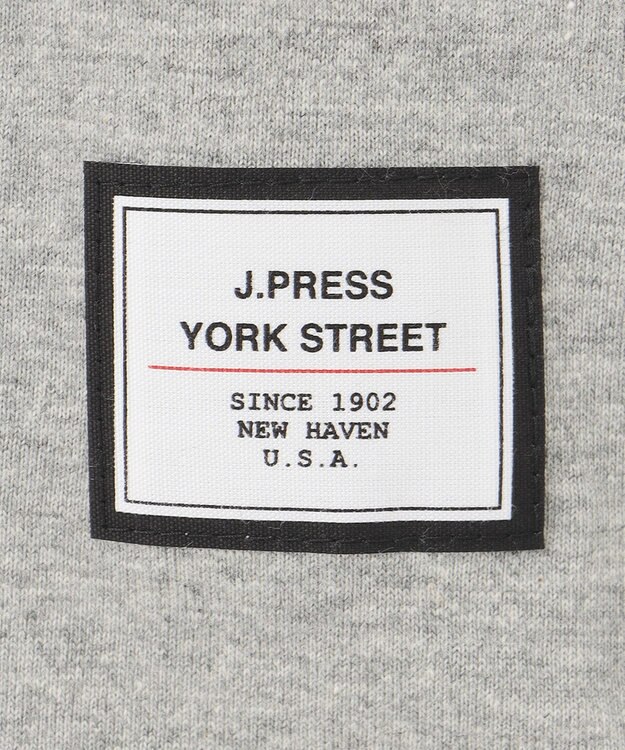 J.PRESS
YORK STREET
SINCE 1902
NEW HAVEN
U.S.A.